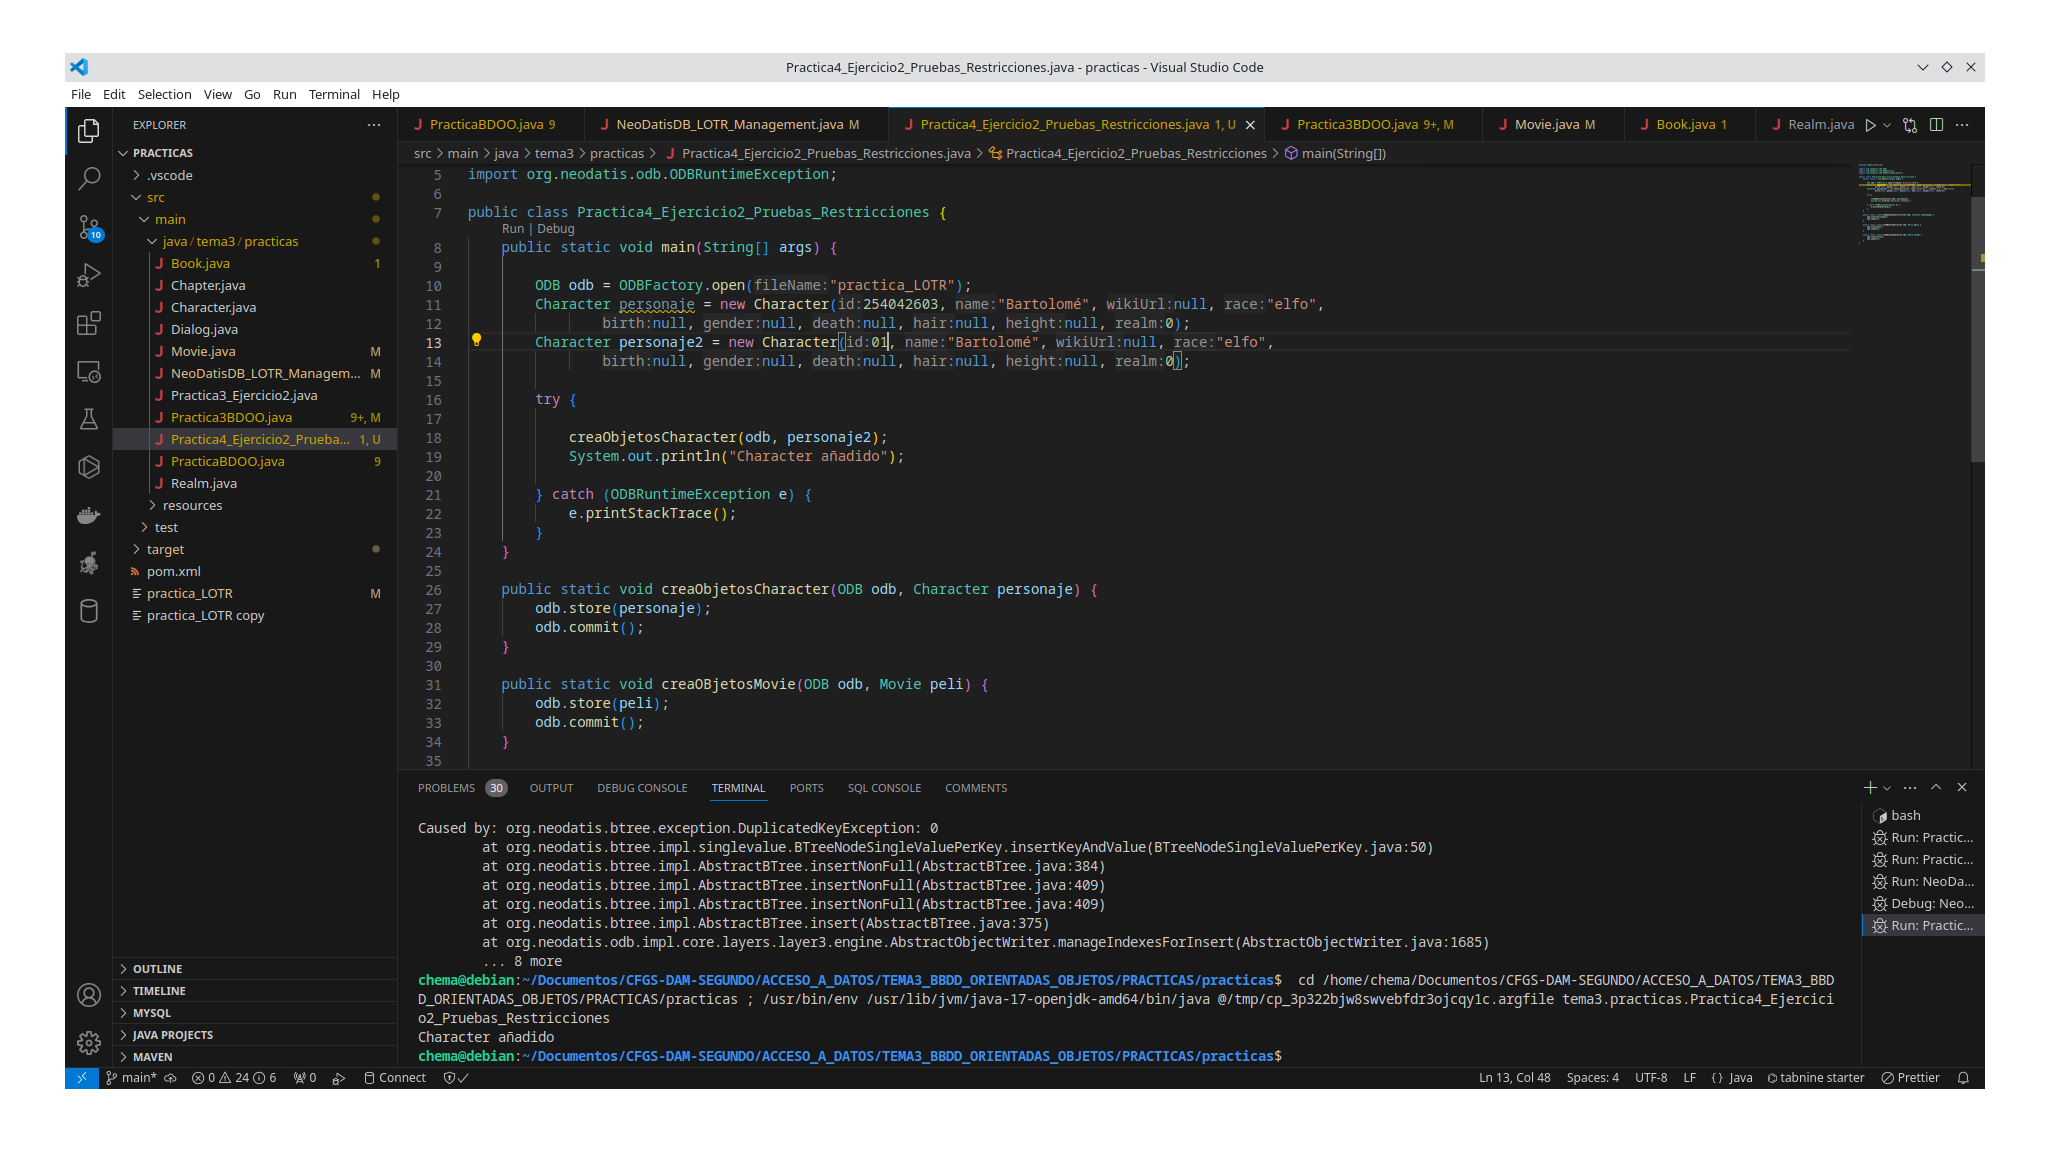 Practica4_Ejercicio2_Pruebas_Restricciones.java - practicas - Visual Studio Code
File Edit Selection View Go Run Terminal Help
EXPLORER
PRACTICAS
.vscode
src
main
java / tema3 / practicas
Book.java 1
Chapter.java
Character.java
Dialog.java
Movie.java M
NeoDatisDB_LOTR_Managem... M
Practica3_Ejercicio2.java
Practica3BDOO.java 9+, M
Practica4_Ejercicio2_Prueba... 1, U
PracticaBDOO.java 9
Realm.java
resources
test
target
pom.xml
practica_LOTR M
practica_LOTR copy
OUTLINE
TIMELINE
MYSQL
JAVA PROJECTS
MAVEN
10
PracticaBDOO.java 9 NeoDatisDB_LOTR_Management.java M Practica4_Ejercicio2_Pruebas_Restricciones.java 1, U Practica3BDOO.java 9+, M Movie.java M Book.java 1 Realm.java
src > main > java > tema3 > practicas > Practica4_Ejercicio2_Pruebas_Restricciones.java > Practica4_Ejercicio2_Pruebas_Restricciones > main(String[])
5 import org.neodatis.odb.ODBRuntimeException;
6
7 public class Practica4_Ejercicio2_Pruebas_Restricciones {
Run | Debug
8 public static void main(String[] args) {
9
10 ODB odb = ODBFactory.open(fileName:"practica_LOTR");
11 Character personaje = new Character(id:254042603, name:"Bartolomé", wikiUrl:null, race:"elfo",
12 birth:null, gender:null, death:null, hair:null, height:null, realm:0);
13 Character personaje2 = new Character(id:01, name:"Bartolomé", wikiUrl:null, race:"elfo",
14 birth:null, gender:null, death:null, hair:null, height:null, realm:0);
15
16 try {
17
18 creaObjetosCharacter(odb, personaje2);
19 System.out.println("Character añadido");
20
21 } catch (ODBRuntimeException e) {
22 e.printStackTrace();
23 }
24 }
25
26 public static void creaObjetosCharacter(ODB odb, Character personaje) {
27 odb.store(personaje);
28 odb.commit();
29 }
30
31 public static void creaOBjetosMovie(ODB odb, Movie peli) {
32 odb.store(peli);
33 odb.commit();
34 }
35
PROBLEMS 30 OUTPUT DEBUG CONSOLE TERMINAL PORTS SQL CONSOLE COMMENTS
Caused by: org.neodatis.btree.exception.DuplicatedKeyException: 0
at org.neodatis.btree.impl.singlevalue.BTreeNodeSingleValuePerKey.insertKeyAndValue(BTreeNodeSingleValuePerKey.java:50)
at org.neodatis.btree.impl.AbstractBTree.insertNonFull(AbstractBTree.java:384)
at org.neodatis.btree.impl.AbstractBTree.insertNonFull(AbstractBTree.java:409)
at org.neodatis.btree.impl.AbstractBTree.insertNonFull(AbstractBTree.java:409)
at org.neodatis.btree.impl.AbstractBTree.insert(AbstractBTree.java:375)
at org.neodatis.odb.impl.core.layers.layer3.engine.AbstractObjectWriter.manageIndexesForInsert(AbstractObjectWriter.java:1685)
... 8 more
chema@debian:~/Documentos/CFGS-DAM-SEGUNDO/ACCESO_A_DATOS/TEMA3_BBDD_ORIENTADAS_OBJETOS/PRACTICAS/practicas$ cd /home/chema/Documentos/CFGS-DAM-SEGUNDO/ACCESO_A_DATOS/TEMA3_BBD
D_ORIENTADAS_OBJETOS/PRACTICAS/practicas ; /usr/bin/env /usr/lib/jvm/java-17-openjdk-amd64/bin/java @/tmp/cp_3p322bjw8swvebfdr3ojcqy1c.argfile tema3.practicas.Practica4_Ejercici
o2_Pruebas_Restricciones
Character añadido
chema@debian:~/Documentos/CFGS-DAM-SEGUNDO/ACCESO_A_DATOS/TEMA3_BBDD_ORIENTADAS_OBJETOS/PRACTICAS/practicas$
bash
Run: Practic...
Run: Practic...
Run: NeoDa...
Debug: Neo...
Run: Practic...
main* 0 24 6 0 Connect Ln 13, Col 48 Spaces: 4 UTF-8 LF {} Java tabnine starter Prettier